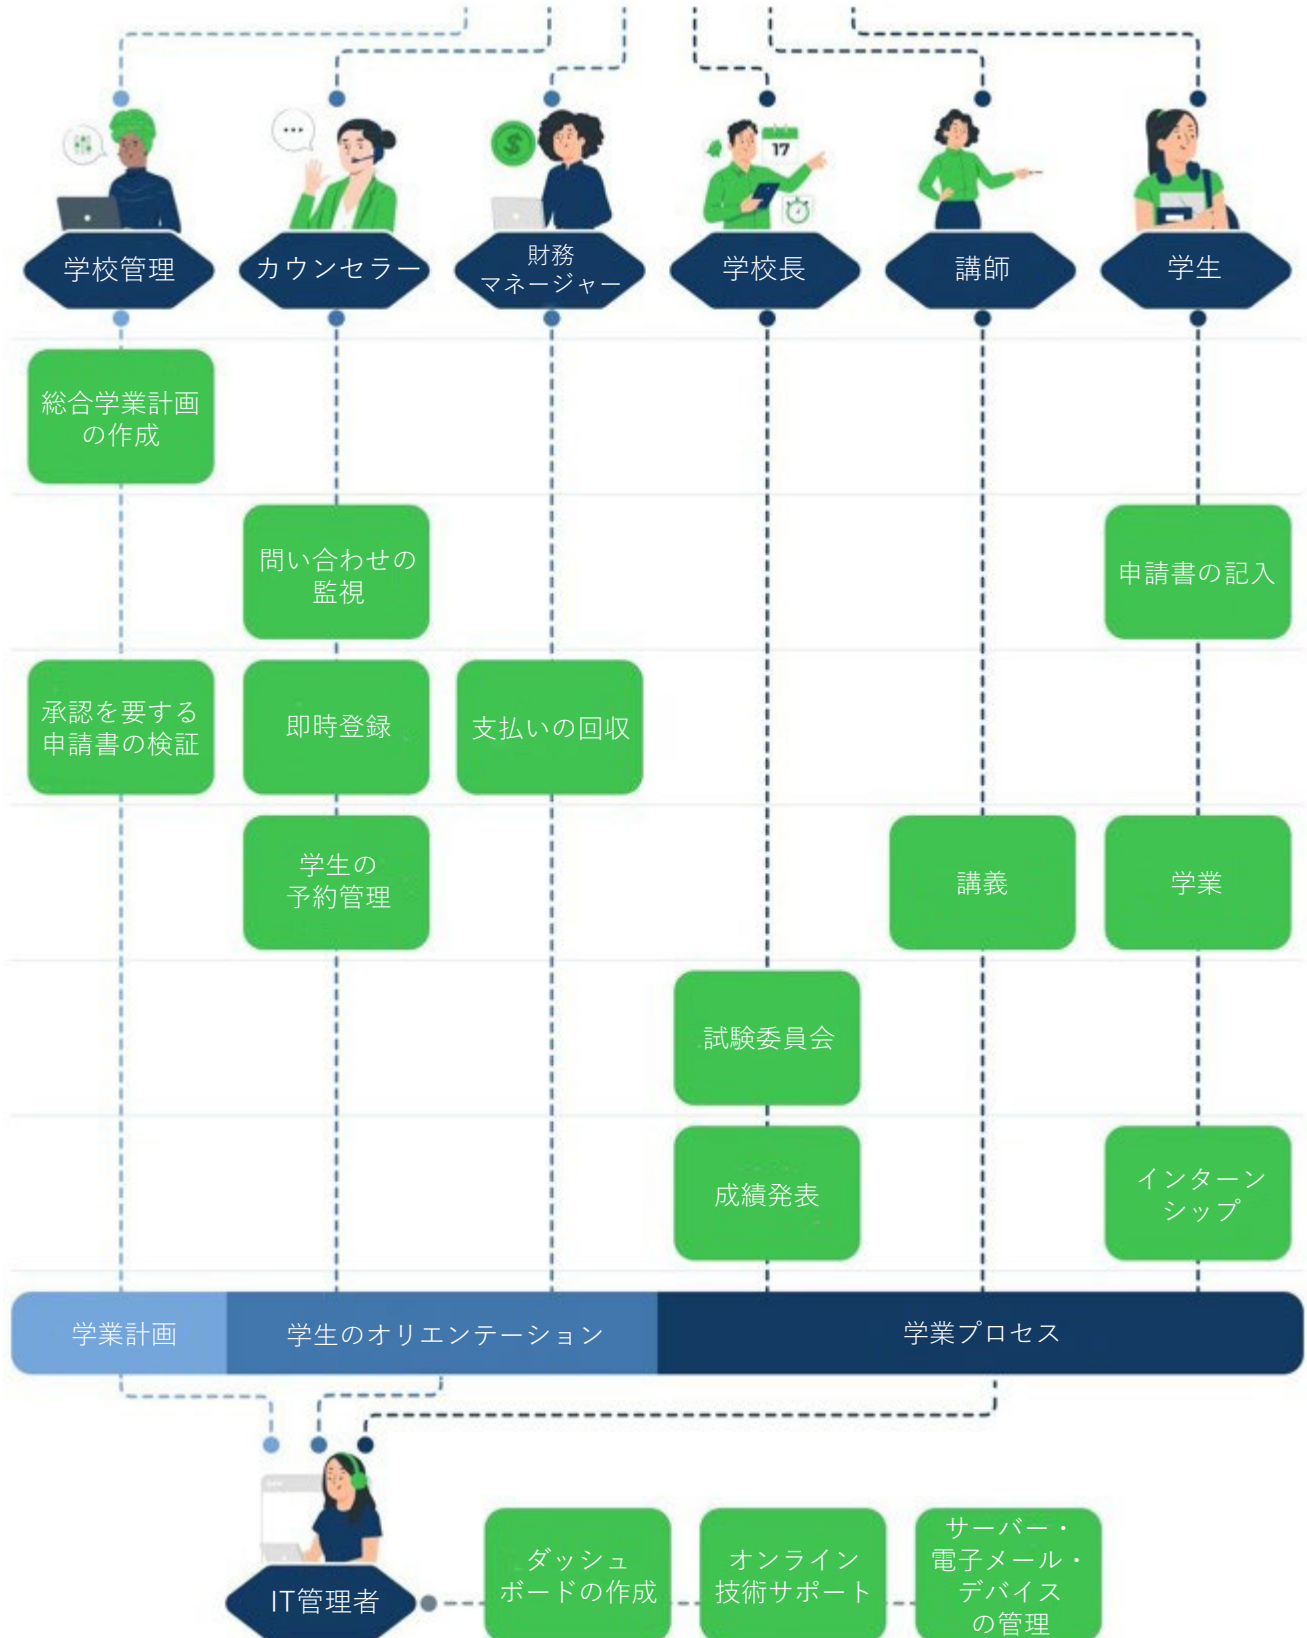 17
$
学校管理
カウンセラー
財務
マネージャー
学校長
講師
学生
総合学業計画
の作成
問い合わせの
監視
申請書の記入
承認を要する
申請書の検証
即時登録
支払いの回収
学生の
予約管理
講義
学業
試験委員会
成績発表
インターン
シップ
学業計画
学生のオリエンテーション
学業プロセス
IT管理者
ダッシュ
ボードの作成
オンライン
技術サポート
サーバー・
電子メール・
デバイス
の管理